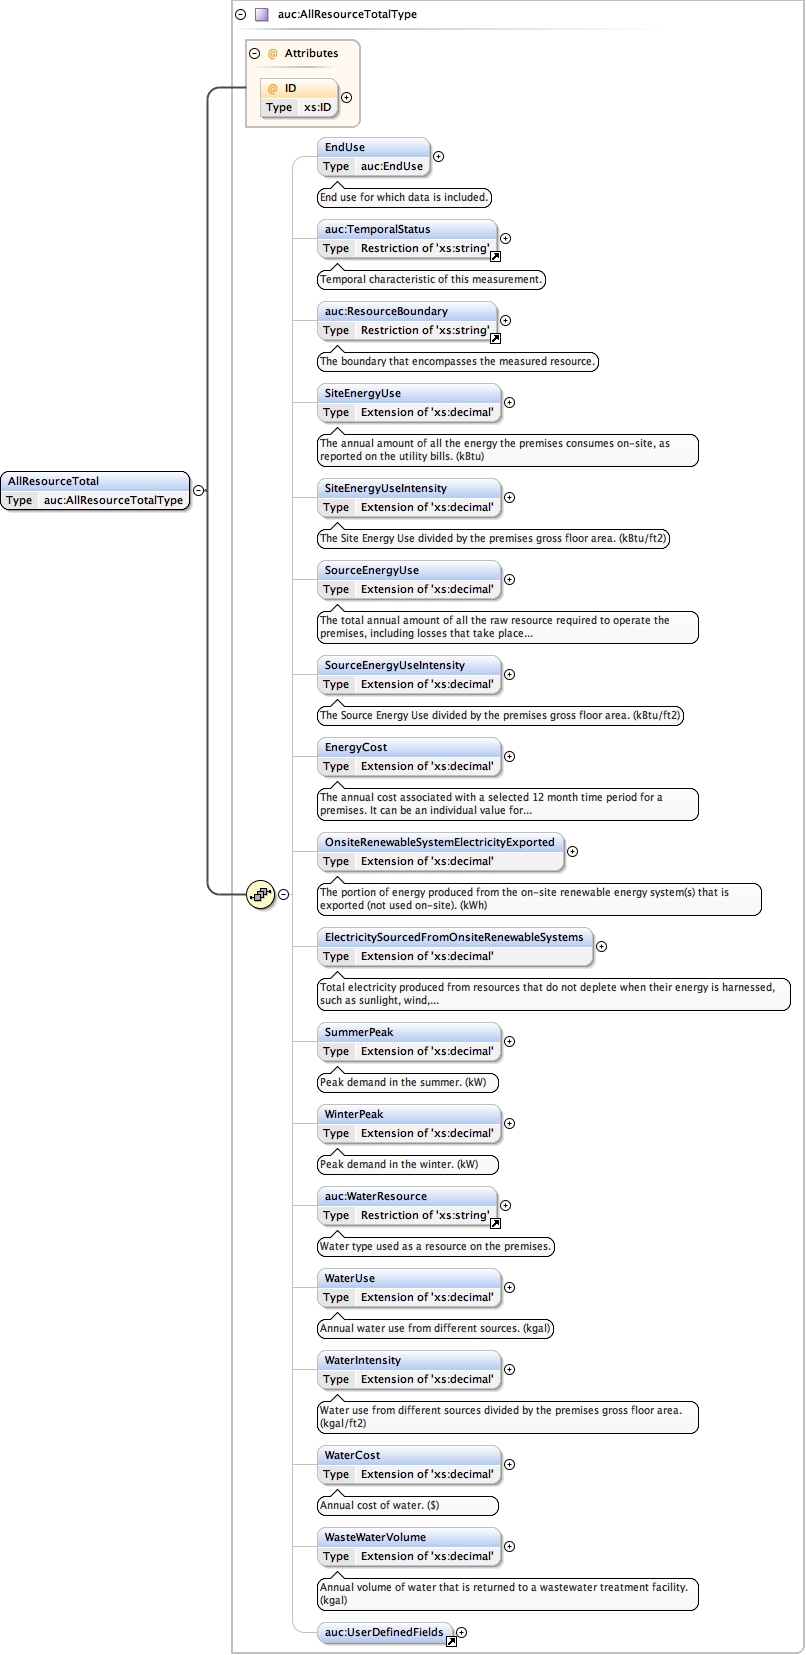 auc:AllResourceTotalType
@ Attributes
@ ID
Type xs:ID
EndUse
Type auc:EndUse
End use for which data is included.
auc:TemporalStatus
Type Restriction of 'xs:string'
Temporal characteristic of this measurement.
auc:ResourceBoundary
Type Restriction of 'xs:string'
The boundary that encompasses the measured resource.
SiteEnergyUse
Type Extension of 'xs:decimal'
The annual amount of all the energy the premises consumes on-site, as
reported on the utility bills. (kBtu)
AllResourceTotal
Type auc:AllResourceTotalType
SiteEnergyUseIntensity
Type Extension of 'xs:decimal'
The Site Energy Use divided by the premises gross floor area. (kBtu/ft2)
SourceEnergyUse
Type Extension of 'xs:decimal'
The total annual amount of all the raw resource required to operate the
premises, including losses that take place...
SourceEnergyUseIntensity
Type Extension of 'xs:decimal'
The Source Energy Use divided by the premises gross floor area. (kBtu/ft2)
EnergyCost
Type Extension of 'xs:decimal'
The annual cost associated with a selected 12 month time period for a
premises. It can be an individual value for...
OnsiteRenewableSystemElectricityExported
Type Extension of 'xs:decimal'
The portion of energy produced from the on-site renewable energy system(s) that is
exported (not used on-site). (kWh)
ElectricitySourcedFromOnsiteRenewableSystems
Type Extension of 'xs:decimal'
Total electricity produced from resources that do not deplete when their energy is harnessed,
such as sunlight, wind,...
SummerPeak
Type Extension of 'xs:decimal'
Peak demand in the summer. (kW)
WinterPeak
Type Extension of 'xs:decimal'
Peak demand in the winter. (kW)
auc:WaterResource
Type Restriction of 'xs:string'
Water type used as a resource on the premises.
WaterUse
Type Extension of 'xs:decimal'
Annual water use from different sources. (kgal)
WaterIntensity
Type Extension of 'xs:decimal'
Water use from different sources divided by the premises gross floor area.
(kgal/ft2)
WaterCost
Type Extension of 'xs:decimal'
Annual cost of water. ($)
WasteWaterVolume
Type Extension of 'xs:decimal'
Annual volume of water that is returned to a wastewater treatment facility.
(kgal)
auc:UserDefinedFields